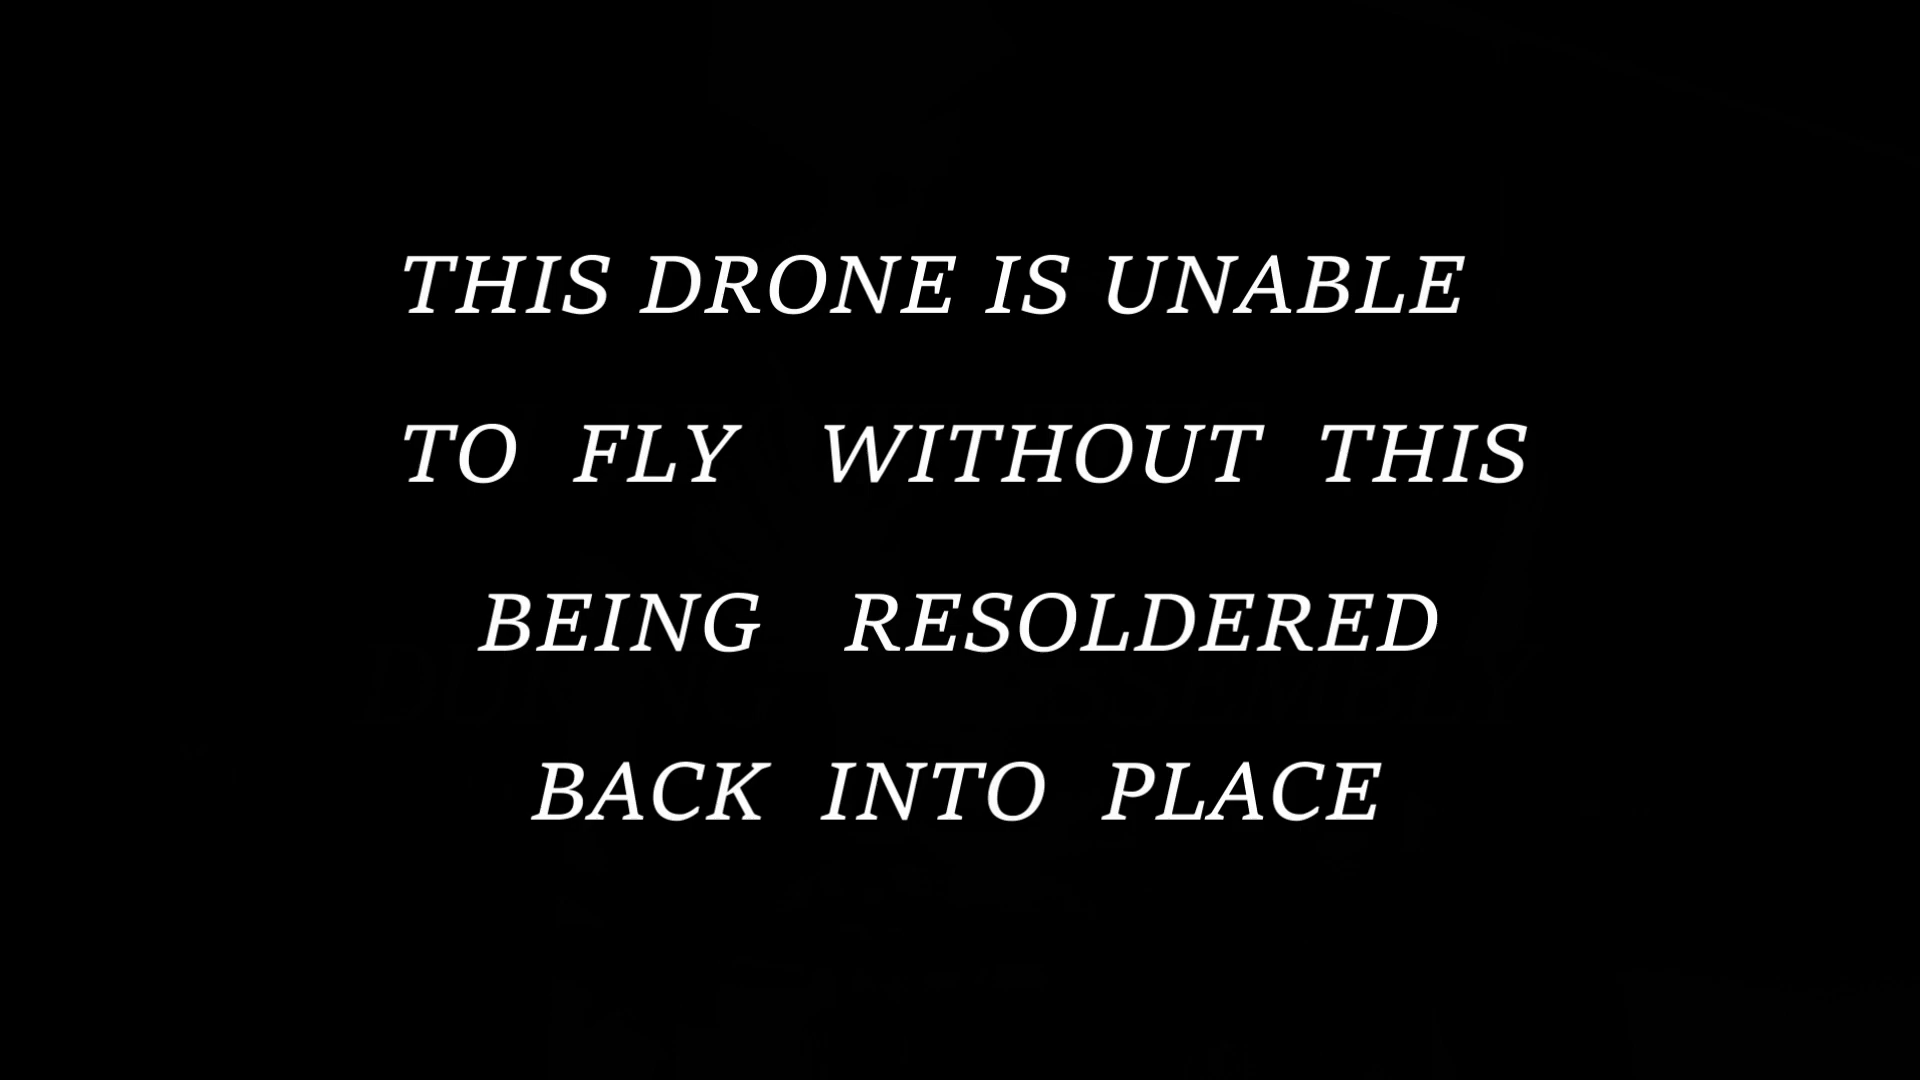 THIS DRONE IS UNABLE
TO FLY WITHOUT THIS
BEING RESOLDERED
BACK INTO PLACE